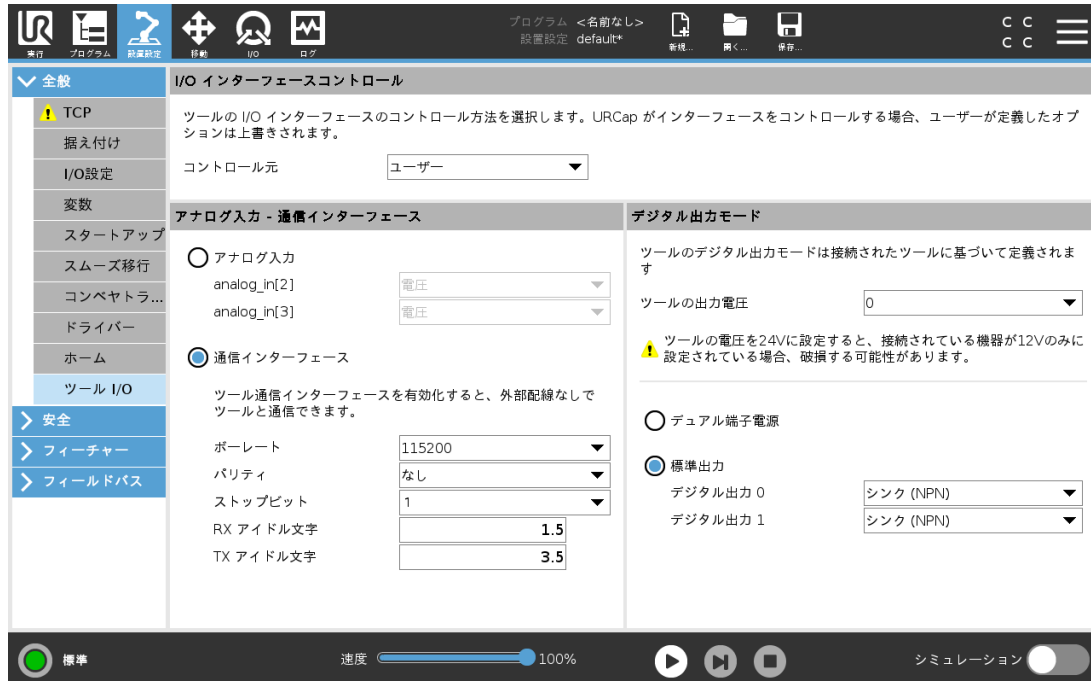 UR
実行
プログラム
設置設定
移動
I/O
ログ
プログラム <名前なし>
設置設定 default*
新規...
開く...
保存...
C C
C C
全般
TCP
据え付け
I/O設定
変数
スタートアップ
スムーズ移行
コンベヤトラ...
ドライバー
ホーム
ツール I/O
安全
フィーチャー
フィールドバス
I/O インターフェースコントロール
ツールの I/O インターフェースのコントロール方法を選択します。URCap がインターフェースをコントロールする場合、ユーザーが定義したオプ
ションは上書きされます。
コントロール元 ユーザー
アナログ入力 - 通信インターフェース
アナログ入力
analog_in[2] 電圧
analog_in[3] 電圧
通信インターフェース
ツール通信インターフェースを有効化すると、外部配線なしで
ツールと通信できます。
ボーレート 115200
パリティ なし
ストップビット 1
RX アイドル文字 1.5
TX アイドル文字 3.5
デジタル出力モード
ツールのデジタル出力モードは接続されたツールに基づいて定義されま
す
ツールの出力電圧 0
ツールの電圧を24Vに設定すると、接続されている機器が12Vのみに
設定されている場合、破損する可能性があります。
デュアル端子電源
標準出力
デジタル出力 0 シンク (NPN)
デジタル出力 1 シンク (NPN)
標準
速度 100%
シミュレーション